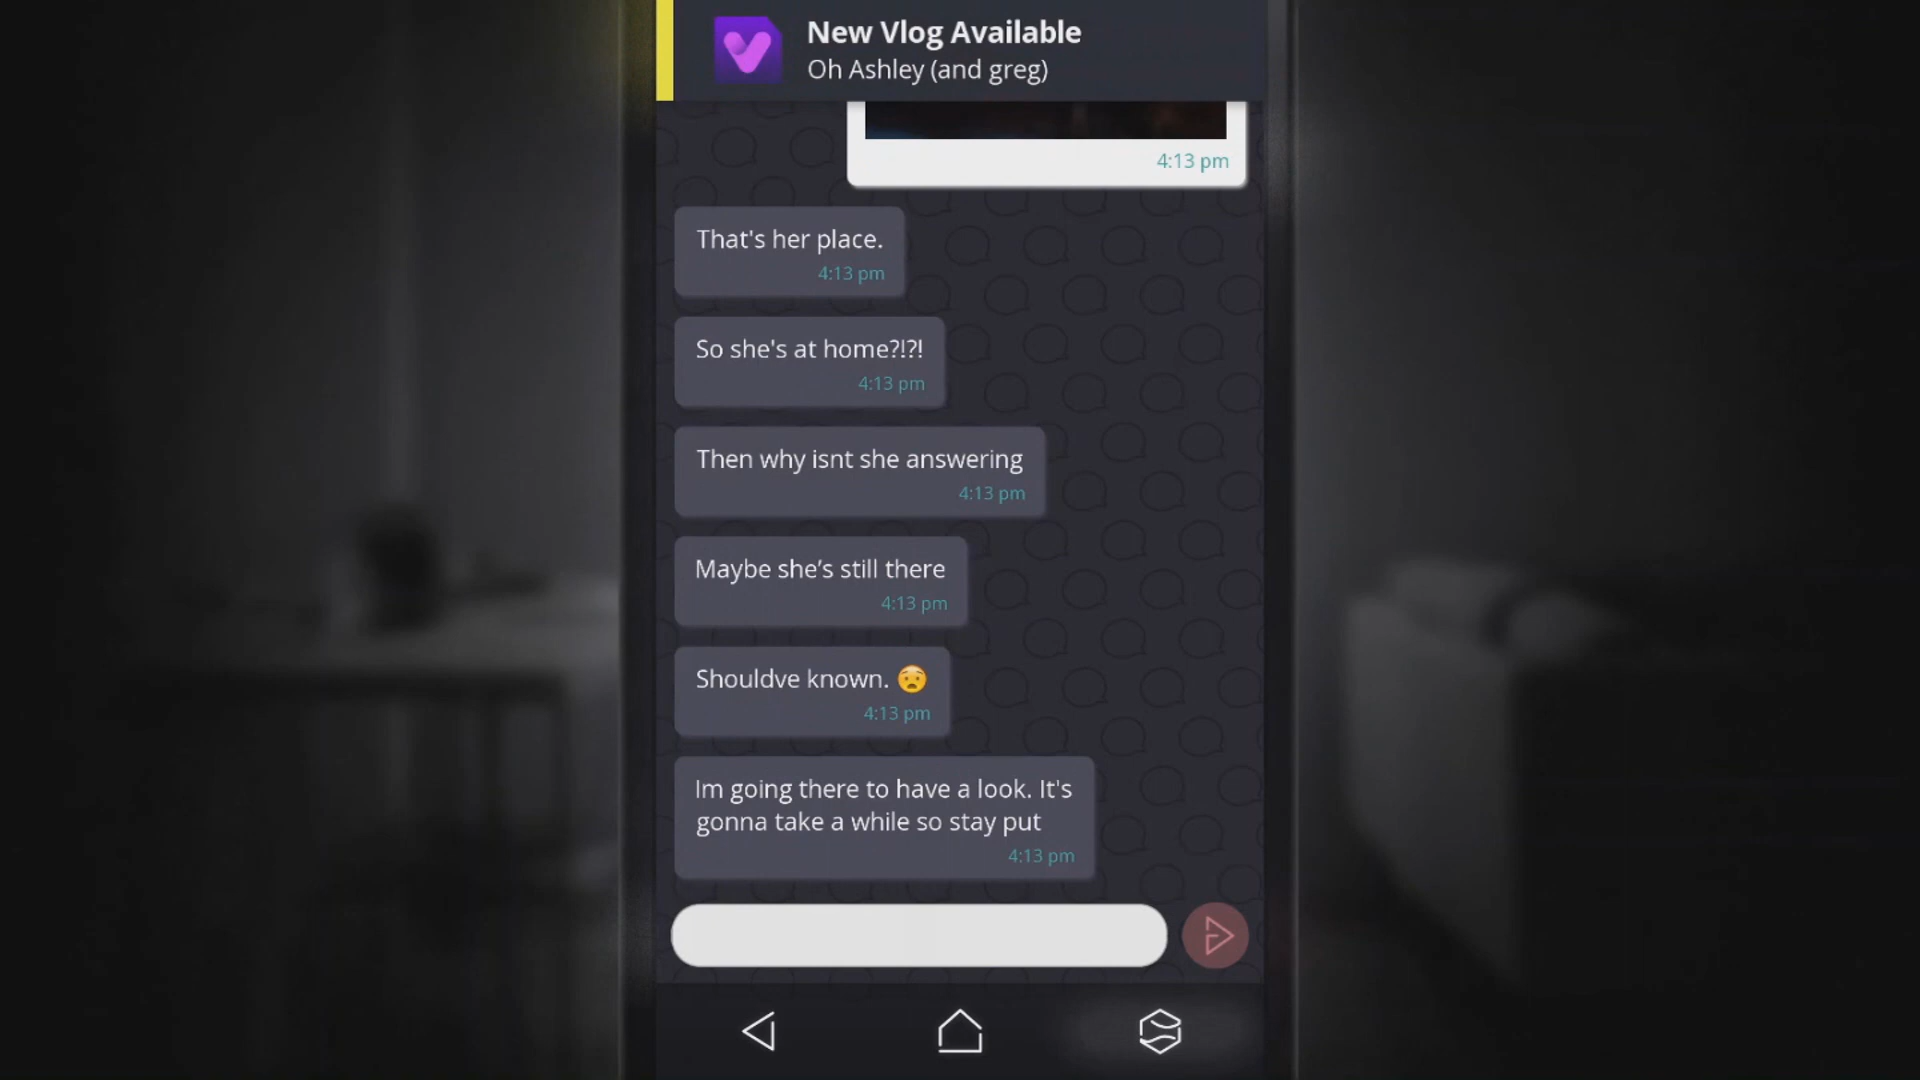 New Vlog Available
Oh Ashley (and greg)
4:13 pm
That's her place.
4:13 pm
So she's at home?!?!
4:13 pm
Then why isnt she answering
4:13 pm
Maybe she’s still there
4:13 pm
Shouldve known. 😧
4:13 pm
Im going there to have a look. It's
gonna take a while so stay put
4:13 pm